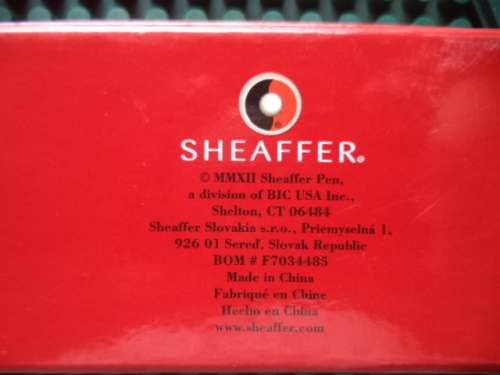 SHEAFFER®
© MMXII Sheaffer Pen,
a division of BIC USA Inc.,
Shelton, CT 06484
Sheaffer Slovakia s.r.o., Priemyselná 1,
926 01 Sereď, Slovak Republic
BOM # F7034485
Made in China
Fabriqué en Chine
Hecho en China
www.sheaffer.com